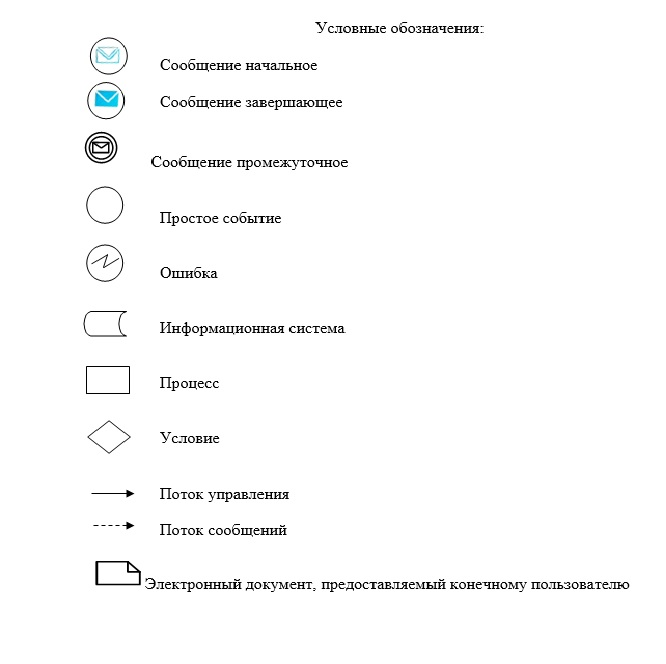 Условные обозначения:
Сообщение начальное
Сообщение завершающее
Сообщение промежуточное
Простое событие
Ошибка
Информационная система
Процесс
Условие
Поток управления
Поток сообщений
Электронный документ, предоставляемый конечному пользователю